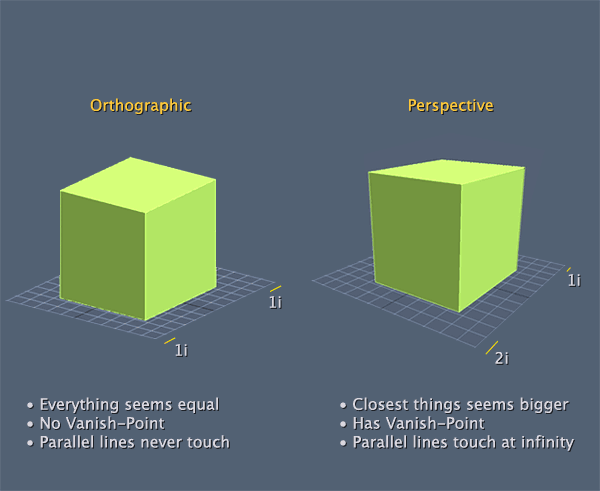 Orthographic
Perspective
1i
1i
1i
2i
• Everything seems equal
• No Vanish-Point
• Parallel lines never touch
• Closest things seems bigger
• Has Vanish-Point
• Parallel lines touch at infinity